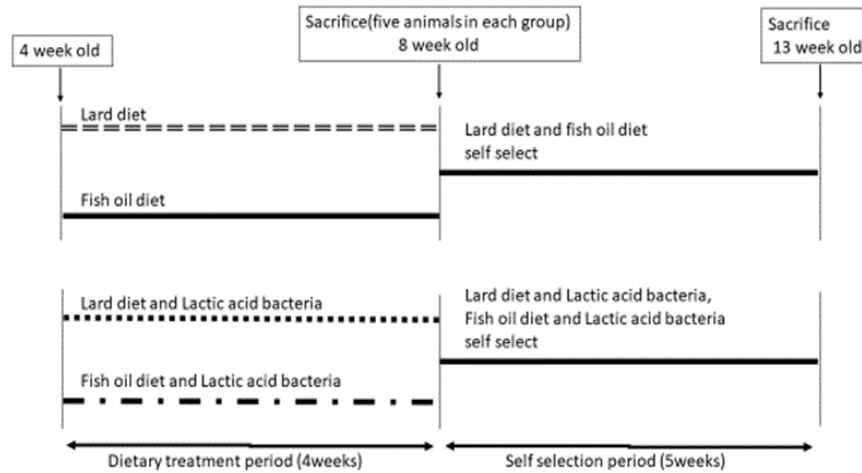 Sacrifice(five animals in each group)
8 week old
Sacrifice
13 week old
4 week old
Lard diet
Lard diet and fish oil diet
self select
Fish oil diet
Lard diet and Lactic acid bacteria
Lard diet and Lactic acid bacteria,
Fish oil diet and Lactic acid bacteria
self select
Fish oil diet and Lactic acid bacteria
Dietary treatment period (4weeks)
Self selection period (5weeks)